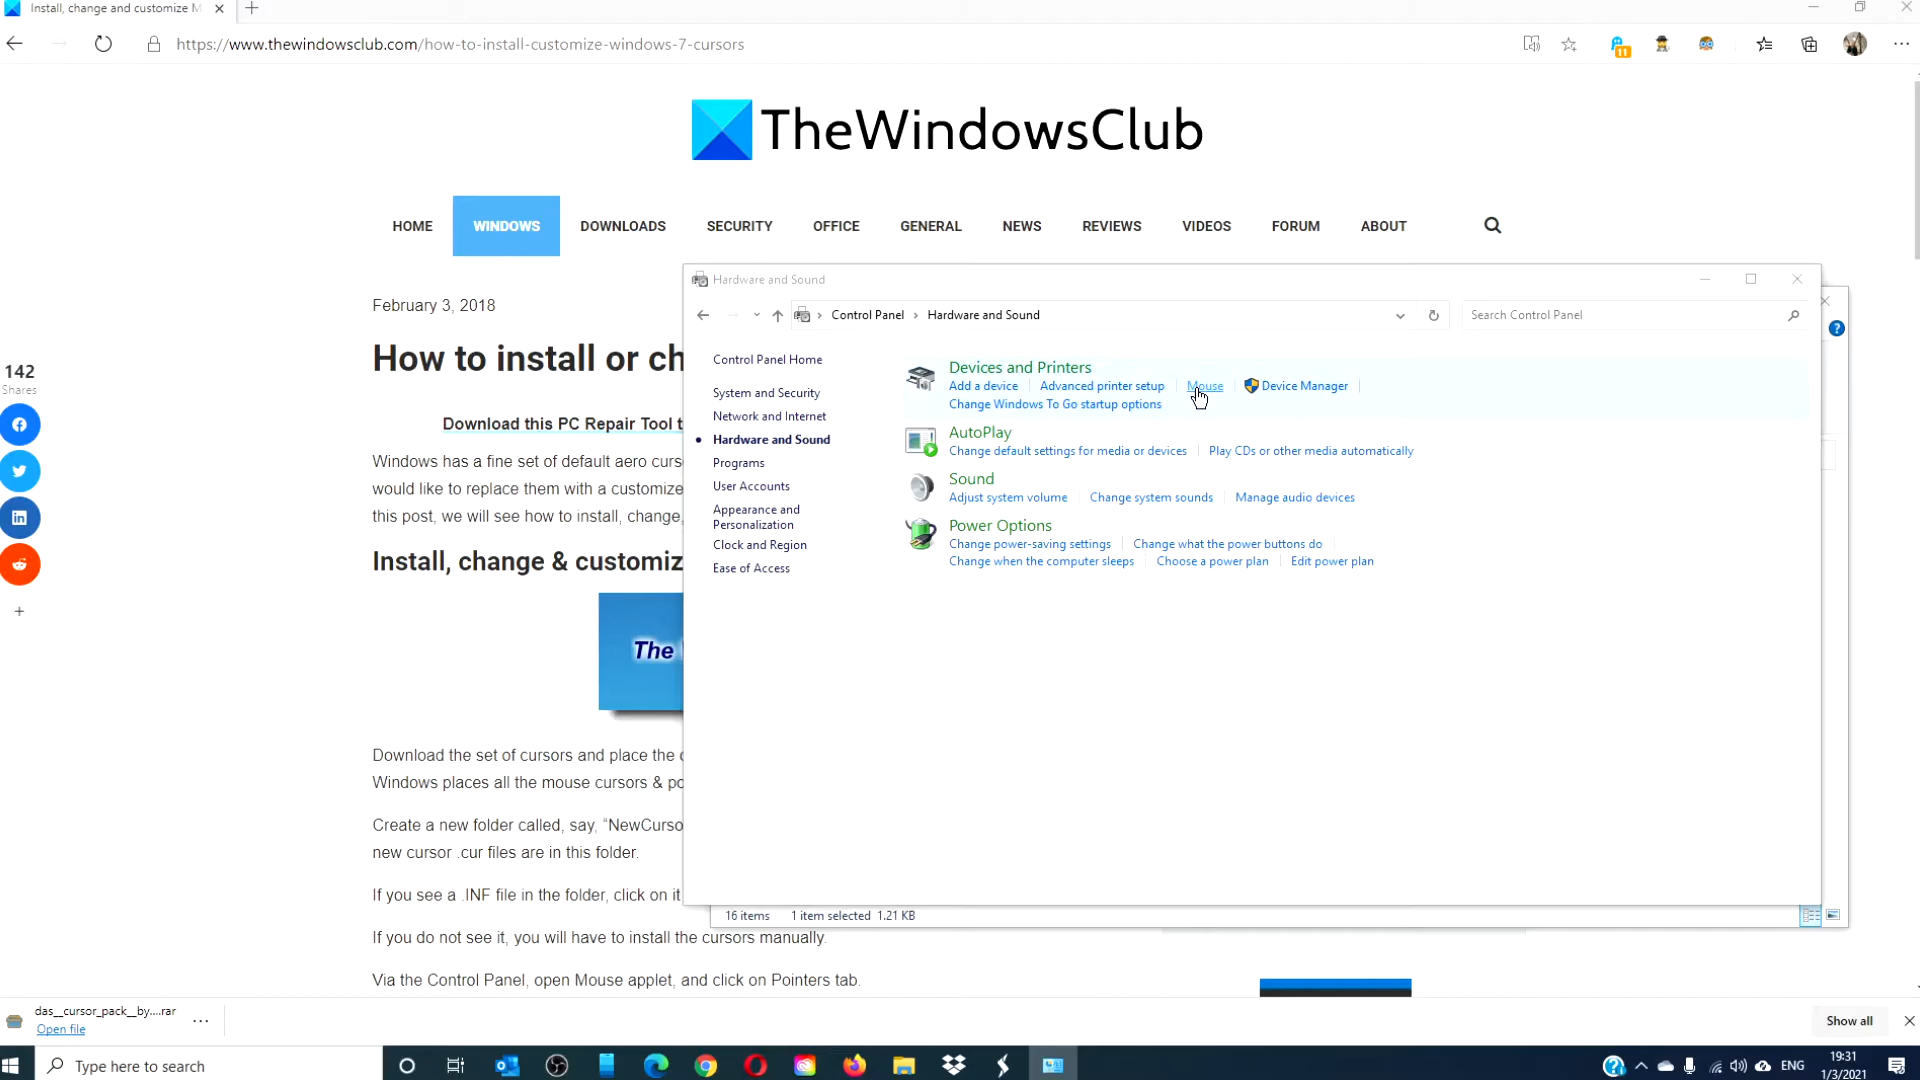 Install, change and customize M
https://www.thewindowsclub.com/how-to-install-customize-windows-7-cursors
11
TheWindowsClub
HOME WINDOWS DOWNLOADS SECURITY OFFICE GENERAL NEWS REVIEWS VIDEOS FORUM ABOUT
February 3, 2018
How to install or ch
142
Shares
Download this PC Repair Tool t
Windows has a fine set of default aero curs
would like to replace them with a customize
this post, we will see how to install, change,
Install, change & customiz
The
Download the set of cursors and place the
Windows places all the mouse cursors & po
Create a new folder called, say, “NewCurso
new cursor .cur files are in this folder.
If you see a .INF file in the folder, click on it
If you do not see it, you will have to install the cursors manually.
Via the Control Panel, open Mouse applet, and click on Pointers tab.
Hardware and Sound
Control Panel › Hardware and Sound
Search Control Panel
Control Panel Home
System and Security
Network and Internet
Hardware and Sound
Programs
User Accounts
Appearance and
Personalization
Clock and Region
Ease of Access
Devices and Printers
Add a device Advanced printer setup Mouse Device Manager
Change Windows To Go startup options
AutoPlay
Change default settings for media or devices Play CDs or other media automatically
Sound
Adjust system volume Change system sounds Manage audio devices
Power Options
Change power-saving settings Change what the power buttons do
Change when the computer sleeps Choose a power plan Edit power plan
16 items 1 item selected 1.21 KB
das__cursor_pack__by....rar
Open file
Show all
Type here to search
ENG
19:31
1/3/2021